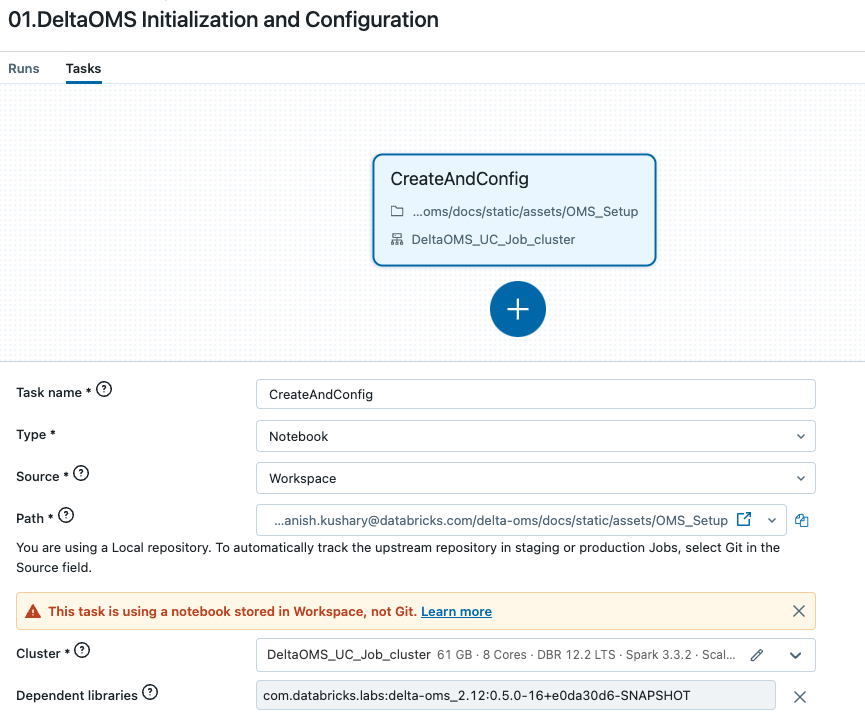 01.DeltaOMS Initialization and Configuration
Runs Tasks
CreateAndConfig
...oms/docs/static/assets/OMS_Setup
DeltaOMS_UC_Job_cluster
Task name *
CreateAndConfig
Type *
Notebook
Source *
Workspace
Path *
...anish.kushary@databricks.com/delta-oms/docs/static/assets/OMS_Setup
You are using a Local repository. To automatically track the upstream repository in staging or production Jobs, select Git in the
Source field.
This task is using a notebook stored in Workspace, not Git. Learn more
Cluster *
DeltaOMS_UC_Job_cluster 61 GB · 8 Cores · DBR 12.2 LTS · Spark 3.3.2 · Scal...
Dependent libraries
com.databricks.labs:delta-oms_2.12:0.5.0-16+e0da30d6-SNAPSHOT